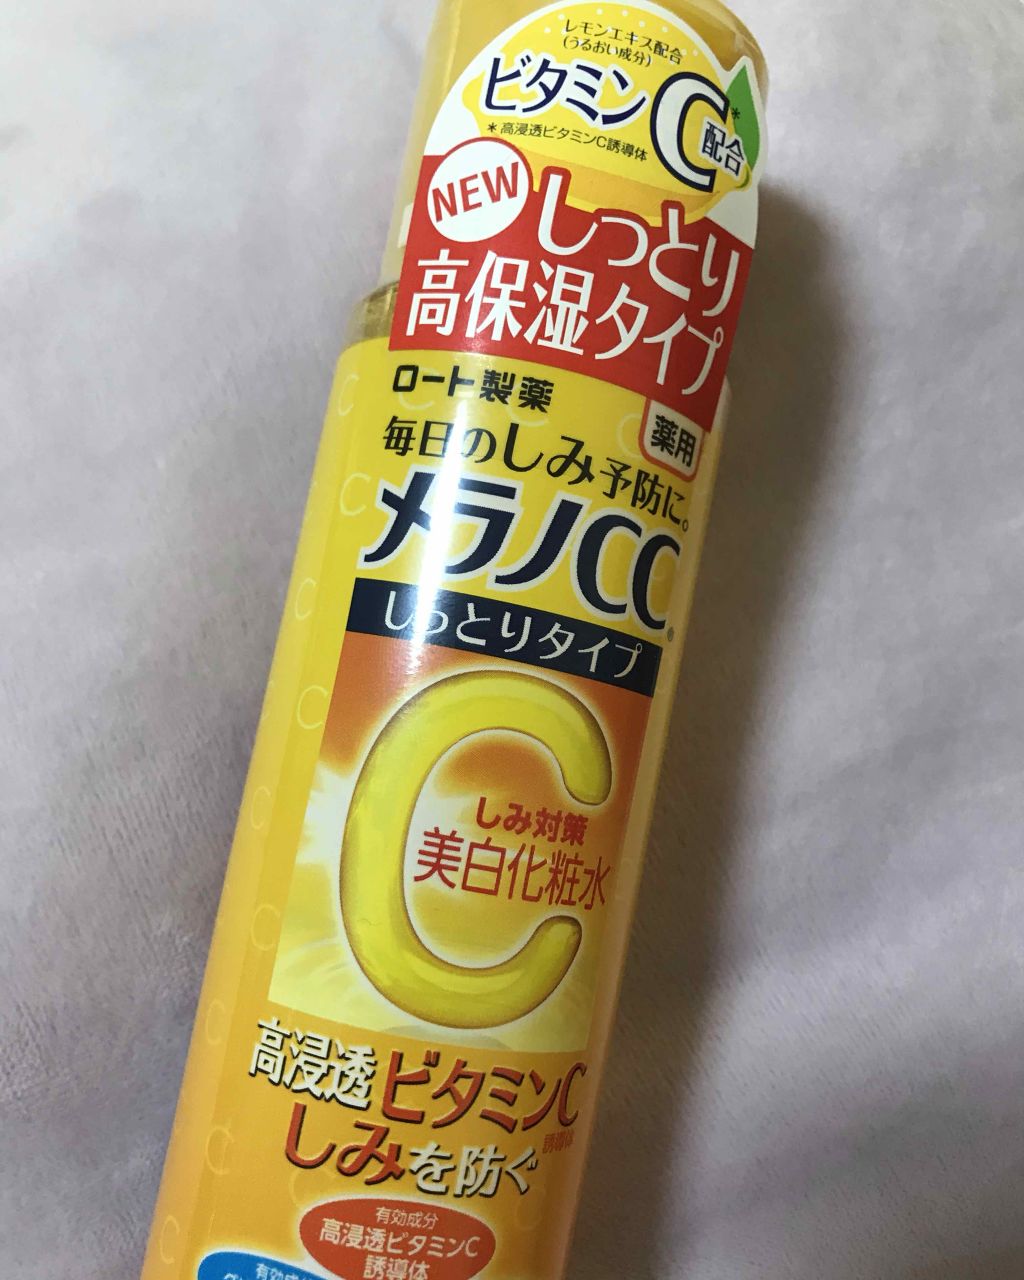 レモンエキス配合
(うるおい成分)
ビタミンC*配合
*高浸透ビタミンC誘導体
NEW
しっとり
高保湿タイプ
ロート製薬
薬用
毎日のしみ予防に。
メラノCC®
しっとりタイプ
しみ対策
美白化粧水
高浸透ビタミンC
誘導体
しみを防ぐ
有効成分
高浸透ビタミンC
誘導体
有効成分